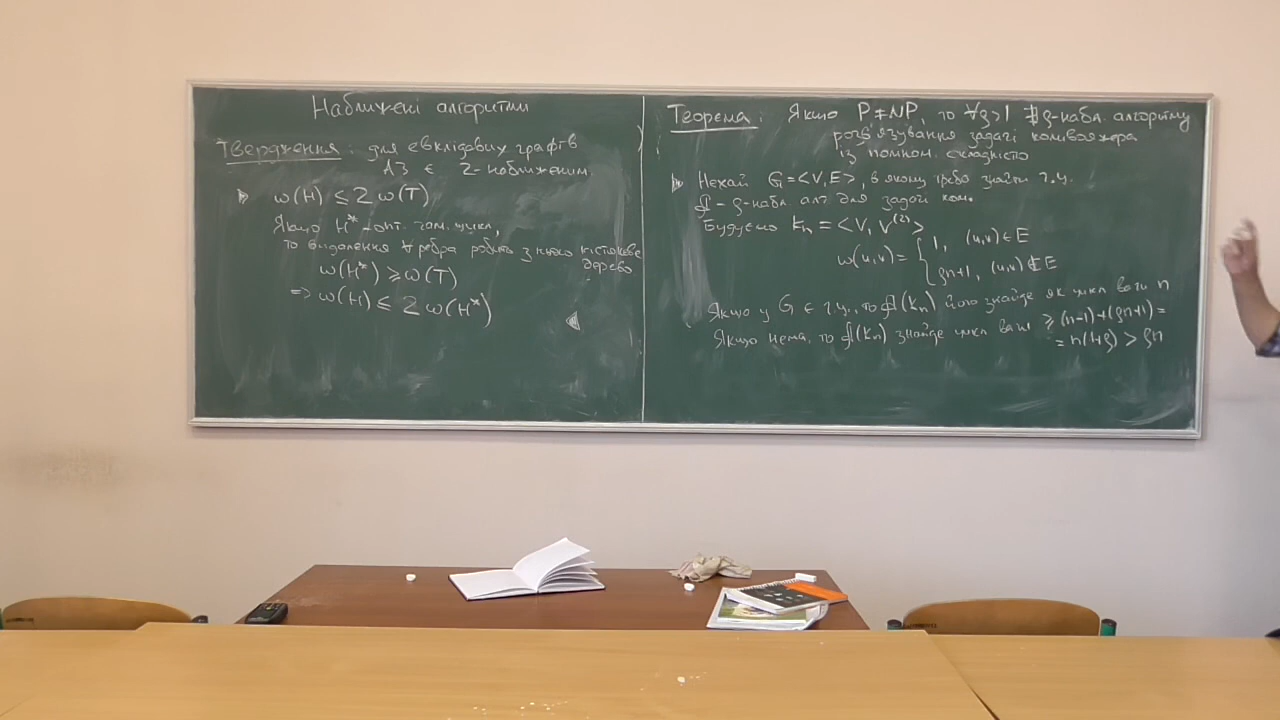 Наближені алгоритми
Твердження: для евклідових графів
АЗ є 2-наближеним.
ω(H) ≤ 2 ω(T)
Якщо H* - опт. гам. цикл,
то видалення ∀ ребра робить з нього кістякове
дерево
ω(H*) ≥ ω(T)
⇒ ω(H) ≤ 2 ω(H*)
Теорема: Якщо P ≠ NP, то ∀ρ>1 ∄ ρ-набл. алгоритму
розв'язування задачі комівояжера
із поліном. складністю
Нехай G = <V, E>, в якому треба знайти г.ц.
𝒜 - ρ-набл. алг. для задачі ком.
Будуємо Kn = <V, V^(2)>
ω(u,v) = { 1, (u,v) ∈ E
ρn+1, (u,v) ∉ E
Якщо у G є г.ц., то 𝒜(Kn) його знайде як цикл ваги n
Якщо нема, то 𝒜(Kn) знайде цикл ваги ≥ (n-1)+(ρn+1) =
= n(1+ρ) > ρn